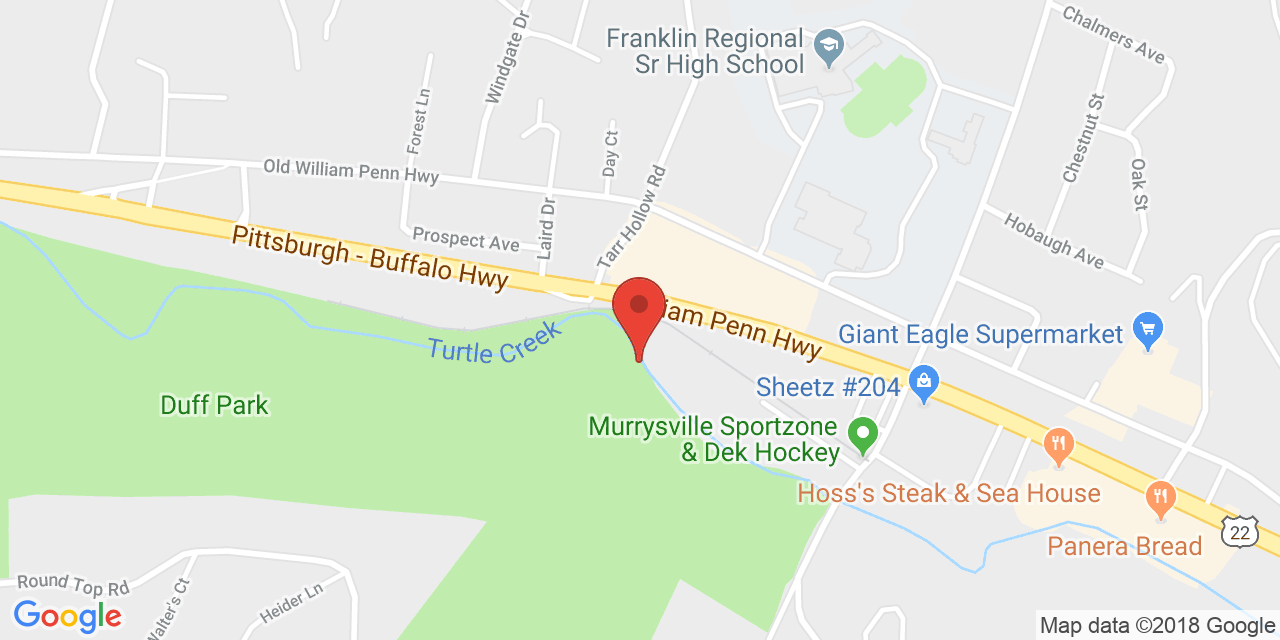 Chalmers Ave
Windgate Dr
Franklin Regional
Sr High School
Forest Ln
Chestnut St
Day Ct
Old William Penn Hwy
Oak St
Tarr Hollow Rd
Laird Dr
Prospect Ave
Hobaugh Ave
Pittsburgh - Buffalo Hwy
Penn Hwy
Turtle Creek
Giant Eagle Supermarket
Sheetz #204
Duff Park
Murrysville Sportzone
& Dek Hockey
Hoss's Steak & Sea House
22
Panera Bread
Round Top Rd
Walter's Ct
Heider Ln
Google
Map data ©2018 Google